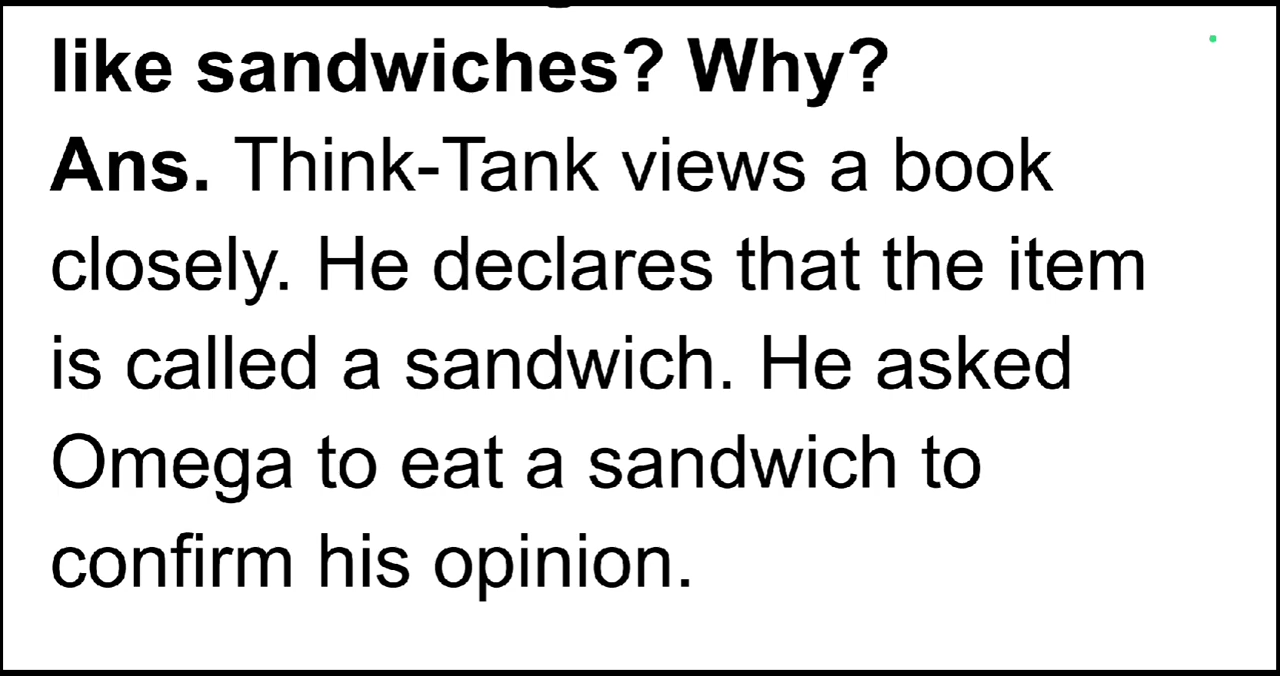 like sandwiches? Why?
Ans. Think-Tank views a book
closely. He declares that the item
is called a sandwich. He asked
Omega to eat a sandwich to
confirm his opinion.